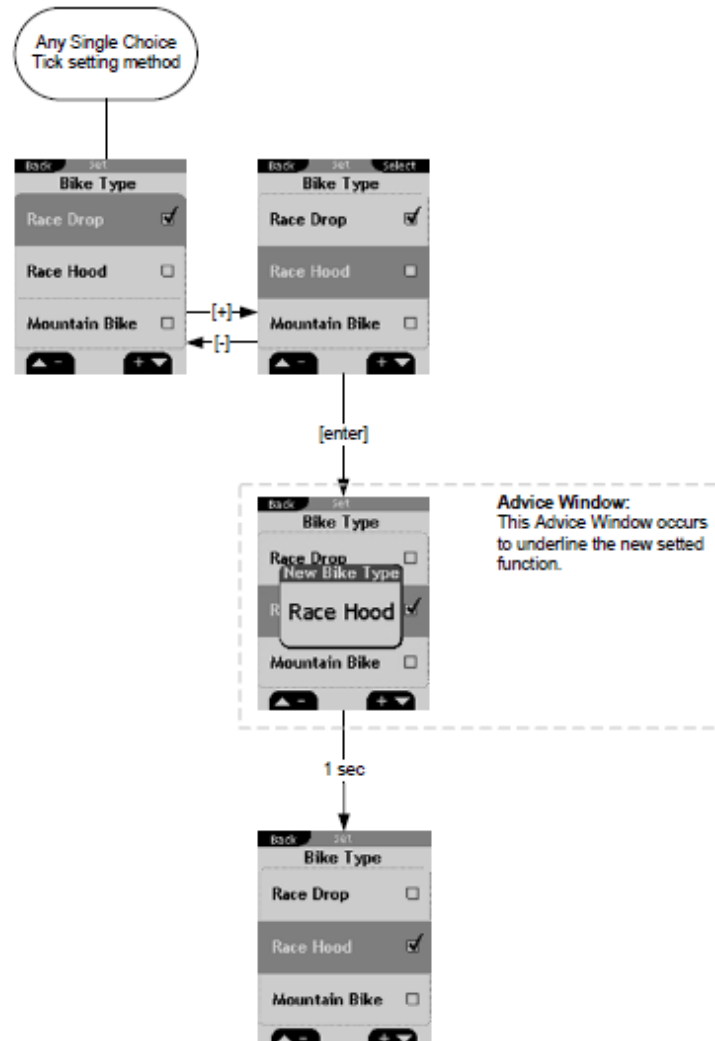 Any Single Choice
Tick setting method
Back Set
Bike Type
Race Drop
Race Hood
Mountain Bike
-
+
[+]
[-]
Back Set Select
Bike Type
Race Drop
Race Hood
Mountain Bike
-
+
[enter]
Back Set
Bike Type
Race Drop
New Bike Type
R
Race Hood
Mountain Bike
-
+
Advice Window:
This Advice Window occurs
to underline the new setted
function.
1 sec
Back Set
Bike Type
Race Drop
Race Hood
Mountain Bike
-
+